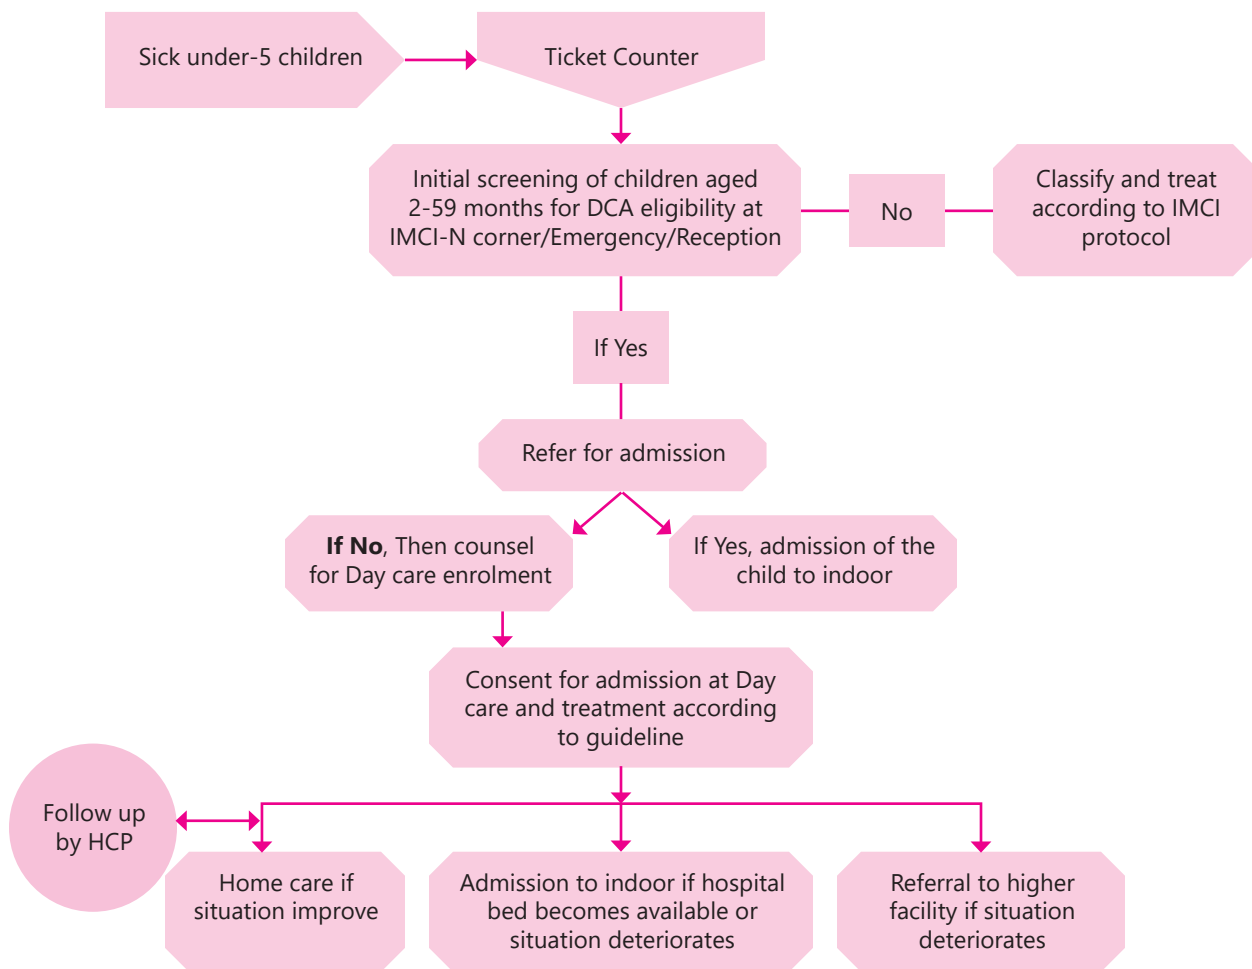 Sick under-5 children
Ticket Counter
Initial screening of children aged
2-59 months for DCA eligibility at
IMCI-N corner/Emergency/Reception
No
Classify and treat
according to IMCI
protocol
If Yes
Refer for admission
If No, Then counsel
for Day care enrolment
If Yes, admission of the
child to indoor
Consent for admission at Day
care and treatment according
to guideline
Follow up
by HCP
Home care if
situation improve
Admission to indoor if hospital
bed becomes available or
situation deteriorates
Referral to higher
facility if situation
deteriorates